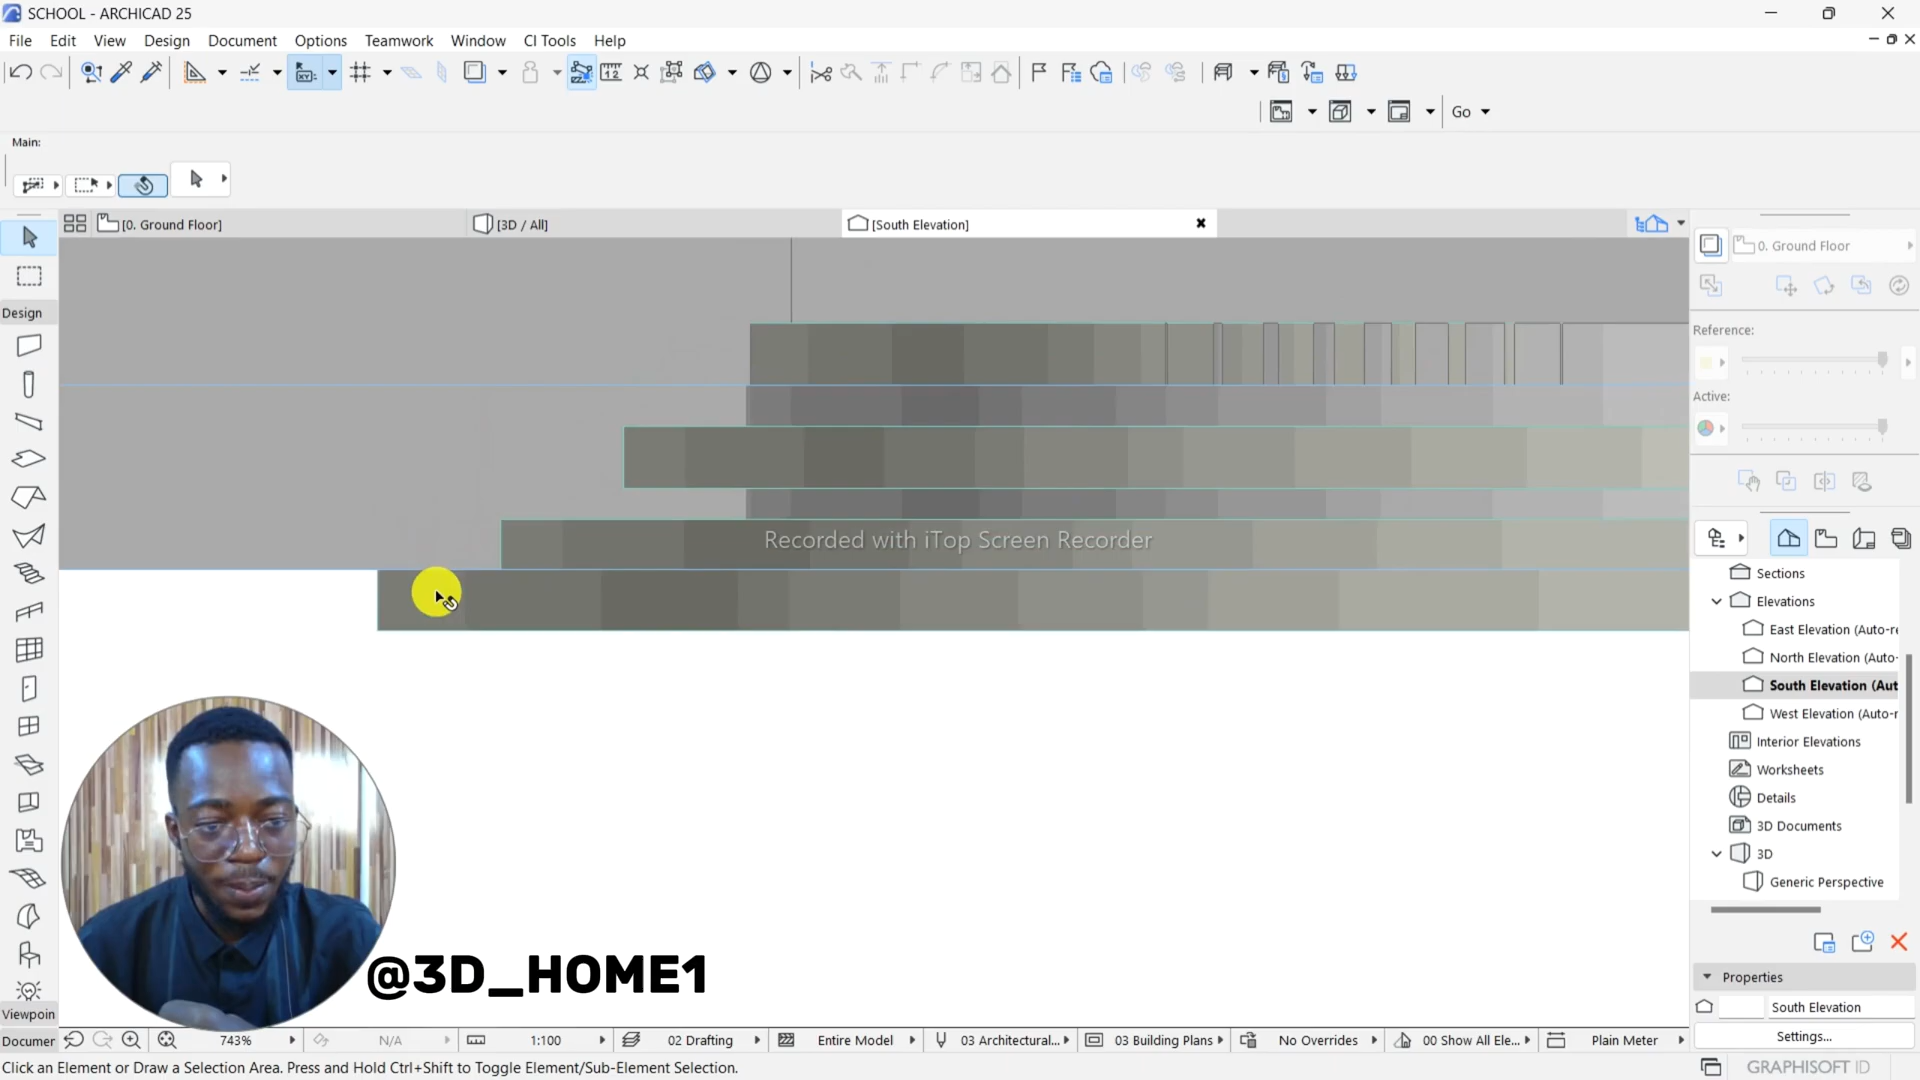 SCHOOL - ARCHICAD 25
File Edit View Design Document Options Teamwork Window CI Tools Help
Go
Main:
[0. Ground Floor]
[3D / All]
[South Elevation]
0. Ground Floor
Design
Reference:
Active:
Recorded with iTop Screen Recorder
Sections
Elevations
East Elevation (Auto-re
North Elevation (Auto-
South Elevation (Aut
West Elevation (Auto-r
Interior Elevations
Worksheets
Details
3D Documents
3D
Generic Perspective
@3D_HOME1
Properties
South Elevation
Settings...
Viewpoin
Documer
743% N/A 1:100 02 Drafting Entire Model 03 Architectural... 03 Building Plans No Overrides 00 Show All Ele... Plain Meter
Click an Element or Draw a Selection Area. Press and Hold Ctrl+Shift to Toggle Element/Sub-Element Selection.
GRAPHISOFT ID